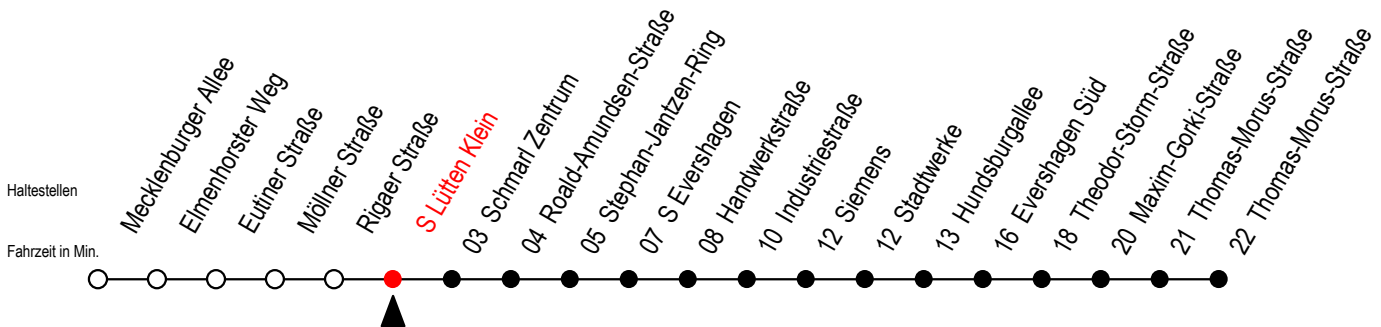 Haltestellen
Fahrzeit in Min.
Mecklenburger Allee
Elmenhorster Weg
Eutiner Straße
Möllner Straße
Rigaer Straße
S Lütten Klein
03 Schmarl Zentrum
04 Roald-Amundsen-Straße
05 Stephan-Jantzen-Ring
07 S Evershagen
08 Handwerkstraße
10 Industriestraße
12 Siemens
12 Stadtwerke
13 Hundsburgallee
16 Evershagen Süd
18 Theodor-Storm-Straße
20 Maxim-Gorki-Straße
21 Thomas-Morus-Straße
22 Thomas-Morus-Straße